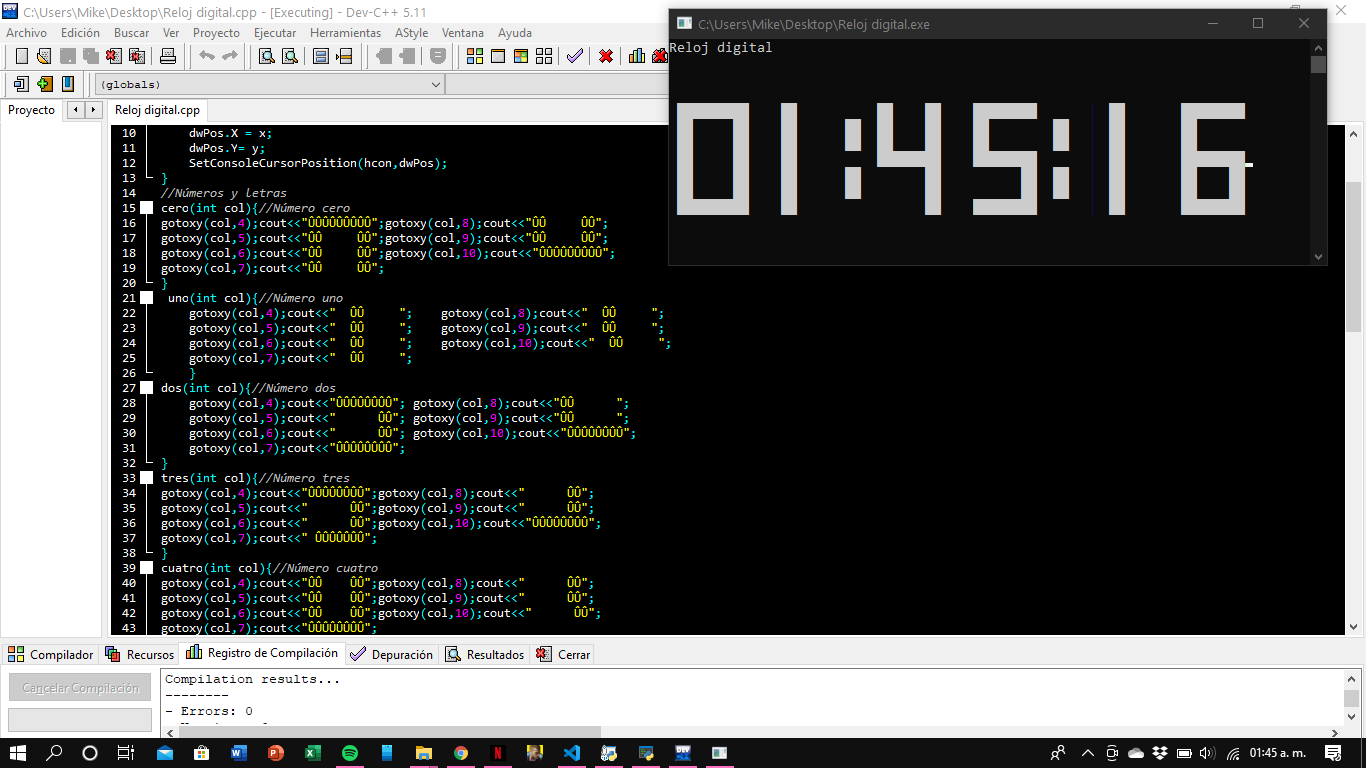 C:\Users\Mike\Desktop\Reloj digital.cpp - [Executing] - Dev-C++ 5.11
Archivo Edición Buscar Ver Proyecto Ejecutar Herramientas AStyle Ventana Ayuda
(globals)
Proyecto
Reloj digital.cpp
10 dwPos.X = x;
11 dwPos.Y= y;
12 SetConsoleCursorPosition(hcon,dwPos);
13 }
14 //Números y letras
15 cero(int col){//Número cero
16 gotoxy(col,4);cout<<"ÛÛÛÛÛÛÛÛÛ";gotoxy(col,8);cout<<"ÛÛ     ÛÛ";
17 gotoxy(col,5);cout<<"ÛÛ     ÛÛ";gotoxy(col,9);cout<<"ÛÛ     ÛÛ";
18 gotoxy(col,6);cout<<"ÛÛ     ÛÛ";gotoxy(col,10);cout<<"ÛÛÛÛÛÛÛÛÛ";
19 gotoxy(col,7);cout<<"ÛÛ     ÛÛ";
20 }
21 uno(int col){//Número uno
22 gotoxy(col,4);cout<<"  ÛÛ     ";    gotoxy(col,8);cout<<"  ÛÛ     ";
23 gotoxy(col,5);cout<<"  ÛÛ     ";    gotoxy(col,9);cout<<"  ÛÛ     ";
24 gotoxy(col,6);cout<<"  ÛÛ     ";    gotoxy(col,10);cout<<"  ÛÛ     ";
25 gotoxy(col,7);cout<<"  ÛÛ     ";
26 }
27 dos(int col){//Número dos
28 gotoxy(col,4);cout<<"ÛÛÛÛÛÛÛÛ"; gotoxy(col,8);cout<<"ÛÛ      ";
29 gotoxy(col,5);cout<<"      ÛÛ"; gotoxy(col,9);cout<<"ÛÛ      ";
30 gotoxy(col,6);cout<<"      ÛÛ"; gotoxy(col,10);cout<<"ÛÛÛÛÛÛÛÛ";
31 gotoxy(col,7);cout<<"ÛÛÛÛÛÛÛÛ";
32 }
33 tres(int col){//Número tres
34 gotoxy(col,4);cout<<"ÛÛÛÛÛÛÛÛ";gotoxy(col,8);cout<<"      ÛÛ";
35 gotoxy(col,5);cout<<"      ÛÛ";gotoxy(col,9);cout<<"      ÛÛ";
36 gotoxy(col,6);cout<<"      ÛÛ";gotoxy(col,10);cout<<"ÛÛÛÛÛÛÛÛ";
37 gotoxy(col,7);cout<<" ÛÛÛÛÛÛÛ";
38 }
39 cuatro(int col){//Número cuatro
40 gotoxy(col,4);cout<<"ÛÛ    ÛÛ";gotoxy(col,8);cout<<"      ÛÛ";
41 gotoxy(col,5);cout<<"ÛÛ    ÛÛ";gotoxy(col,9);cout<<"      ÛÛ";
42 gotoxy(col,6);cout<<"ÛÛ    ÛÛ";gotoxy(col,10);cout<<"      ÛÛ";
43 gotoxy(col,7);cout<<"ÛÛÛÛÛÛÛÛ";
C:\Users\Mike\Desktop\Reloj digital.exe
Reloj digital
01:45:16
Compilador Recursos Registro de Compilación Depuración Resultados Cerrar
Cancelar Compilación
Compilation results...
--------
- Errors: 0
01:45 a. m.